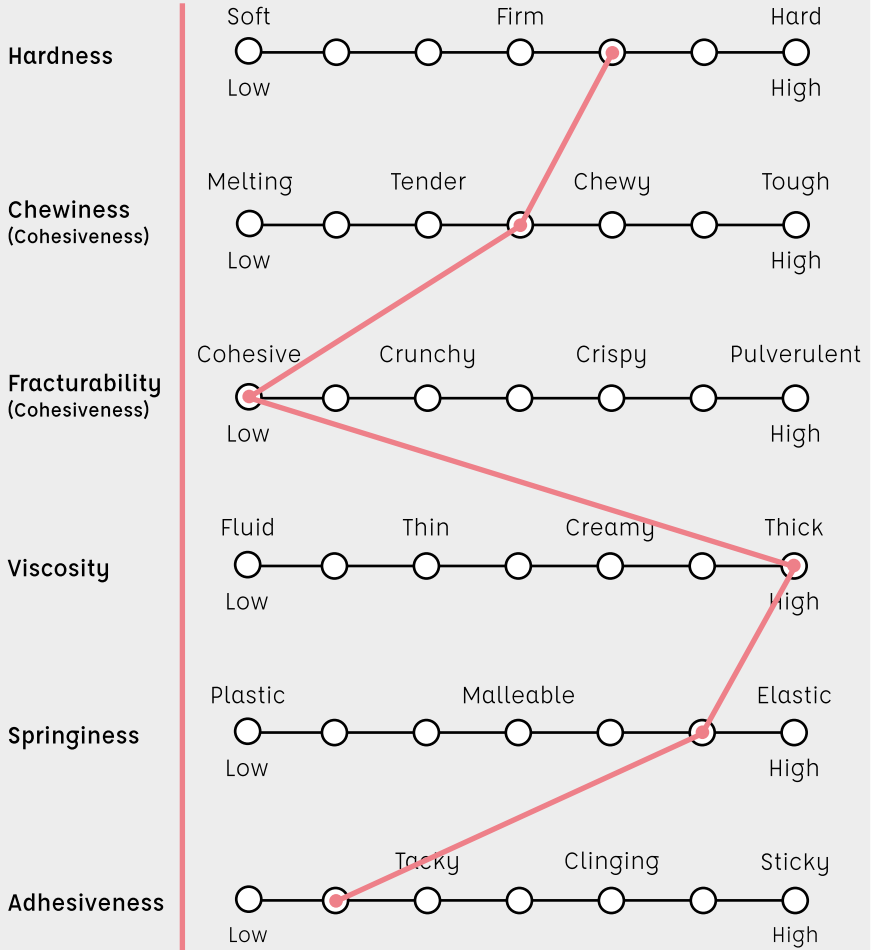 Soft Firm Hard
Hardness
Low High
Melting Tender Chewy Tough
Chewiness
(Cohesiveness)
Low High
Cohesive Crunchy Crispy Pulverulent
Fracturability
(Cohesiveness)
Low High
Fluid Thin Creamy Thick
Viscosity
Low High
Plastic Malleable Elastic
Springiness
Low High
Tacky Clinging Sticky
Adhesiveness
Low High